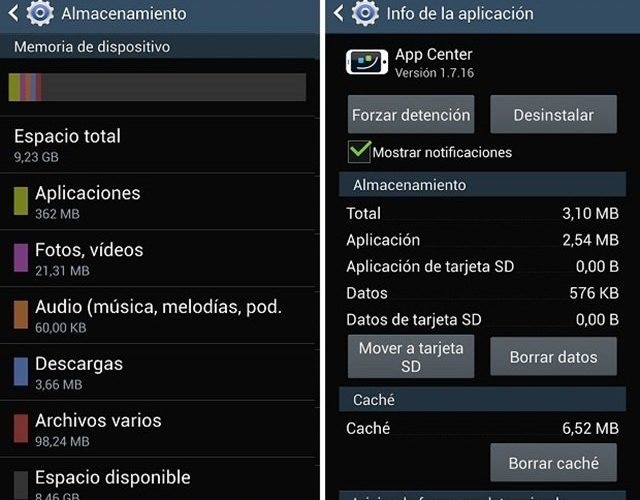 Almacenamiento
Memoria de dispositivo
Espacio total
9,23 GB
Aplicaciones
362 MB
Fotos, vídeos
21,31 MB
Audio (música, melodías, pod.
60,00 KB
Descargas
3,66 MB
Archivos varios
98,24 MB
Espacio disponible
8,46 GB
Info de la aplicación
App Center
Versión 1.7.16
Forzar detención
Desinstalar
Mostrar notificaciones
Almacenamiento
Total 3,10 MB
Aplicación 2,54 MB
Aplicación de tarjeta SD 0,00 B
Datos 576 KB
Datos de tarjeta SD 0,00 B
Mover a tarjeta
SD
Borrar datos
Caché
Caché 6,52 MB
Borrar caché